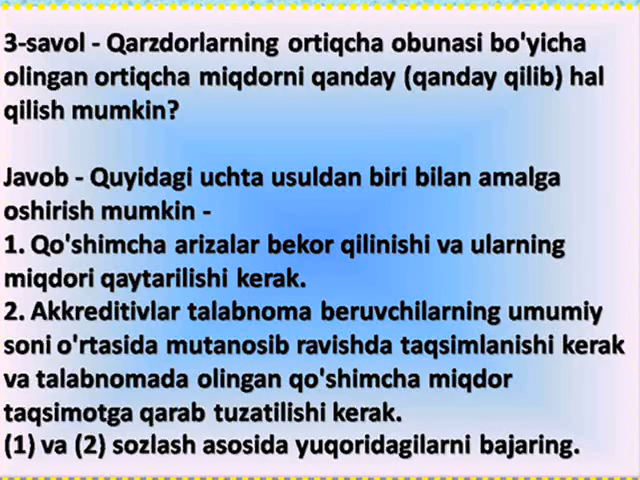 3-savol - Qarzdorlarning ortiqcha obunasi bo'yicha
olingan ortiqcha miqdorni qanday (qanday qilib) hal
qilish mumkin?
Javob - Quyidagi uchta usuldan biri bilan amalga
oshirish mumkin -
1. Qo'shimcha arizalar bekor qilinishi va ularning
miqdori qaytarilishi kerak.
2. Akkreditivlar talabnoma beruvchilarning umumiy
soni o'rtasida mutanosib ravishda taqsimlanishi kerak
va talabnomada olingan qo'shimcha miqdor
taqsimotga qarab tuzatilishi kerak.
(1) va (2) sozlash asosida yuqoridagilarni bajaring.